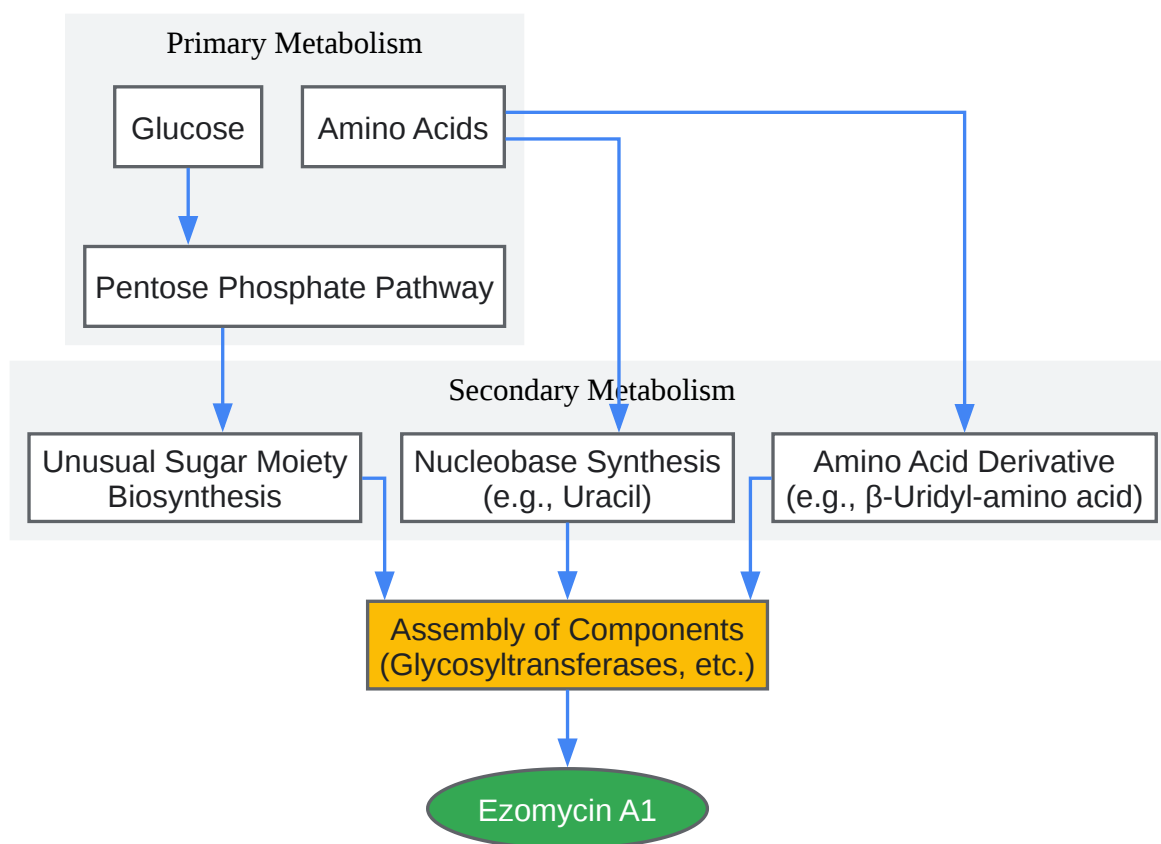 Primary Metabolism
Glucose
Amino Acids
Pentose Phosphate Pathway
Secondary Metabolism
Unusual Sugar Moiety
Biosynthesis
Nucleobase Synthesis
(e.g., Uracil)
Amino Acid Derivative
(e.g., β-Uridyl-amino acid)
Assembly of Components
(Glycosyltransferases, etc.)
Ezomycin A1